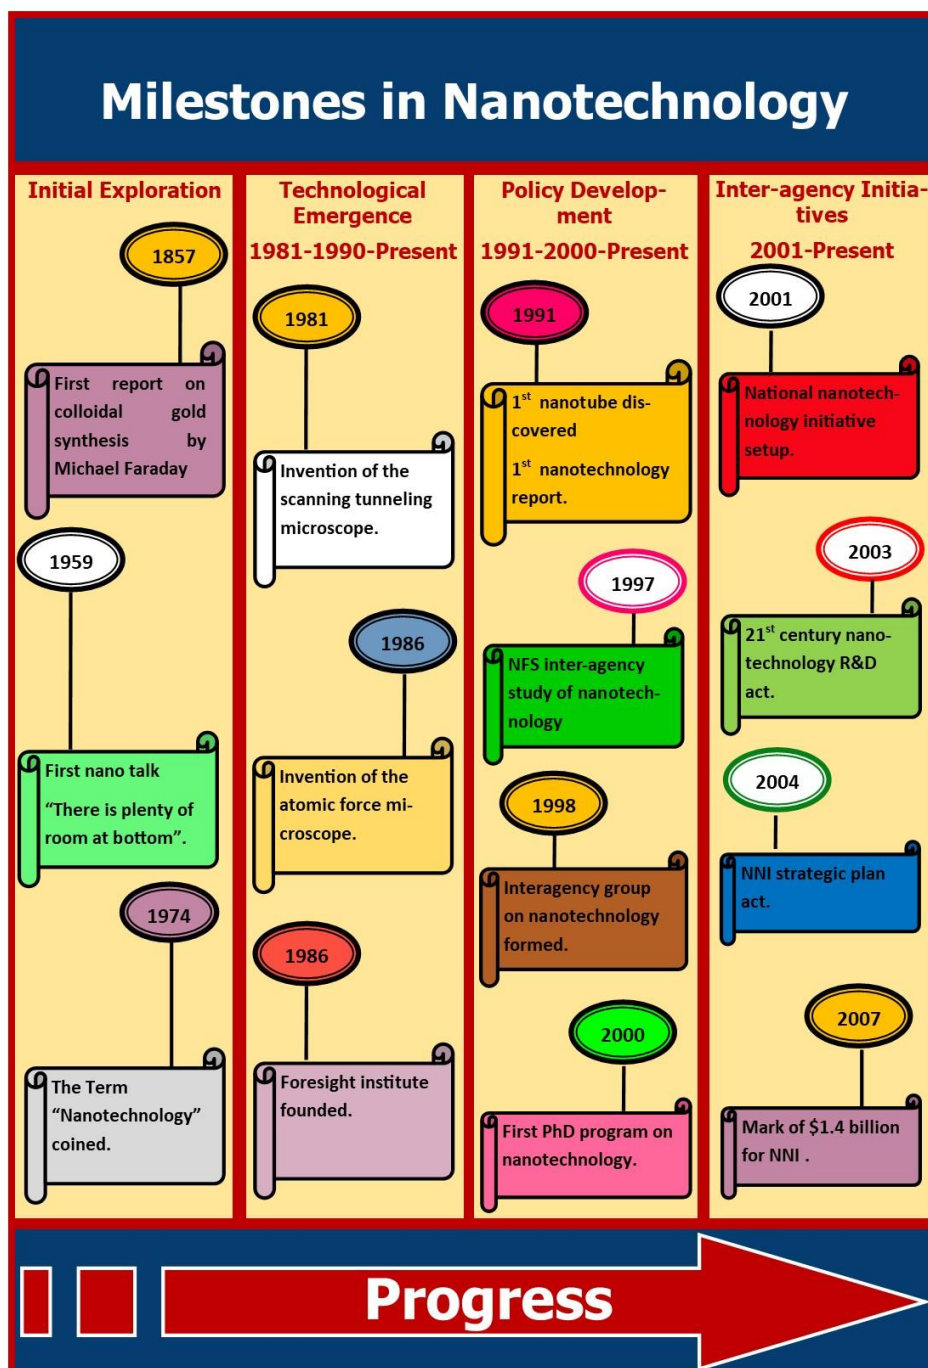 Milestones in Nanotechnology
Initial Exploration
1857
First report on
colloidal gold
synthesis by
Michael Faraday
1959
First nano talk
“There is plenty of
room at bottom”.
1974
The Term
“Nanotechnology”
coined.
Technological
Emergence
1981-1990-Present
1981
Invention of the
scanning tunneling
microscope.
1986
Invention of the
atomic force mi-
croscope.
1986
Foresight institute
founded.
Policy Develop-
ment
1991-2000-Present
1991
1st nanotube dis-
covered
1st nanotechnology
report.
1997
NFS inter-agency
study of nanotech-
nology
1998
Interagency group
on nanotechnology
formed.
2000
First PhD program on
nanotechnology.
Inter-agency Initia-
tives
2001-Present
2001
National nanotech-
nology initiative
setup.
2003
21st century nano-
technology R&D
act.
2004
NNI strategic plan
act.
2007
Mark of $1.4 billion
for NNI .
Progress